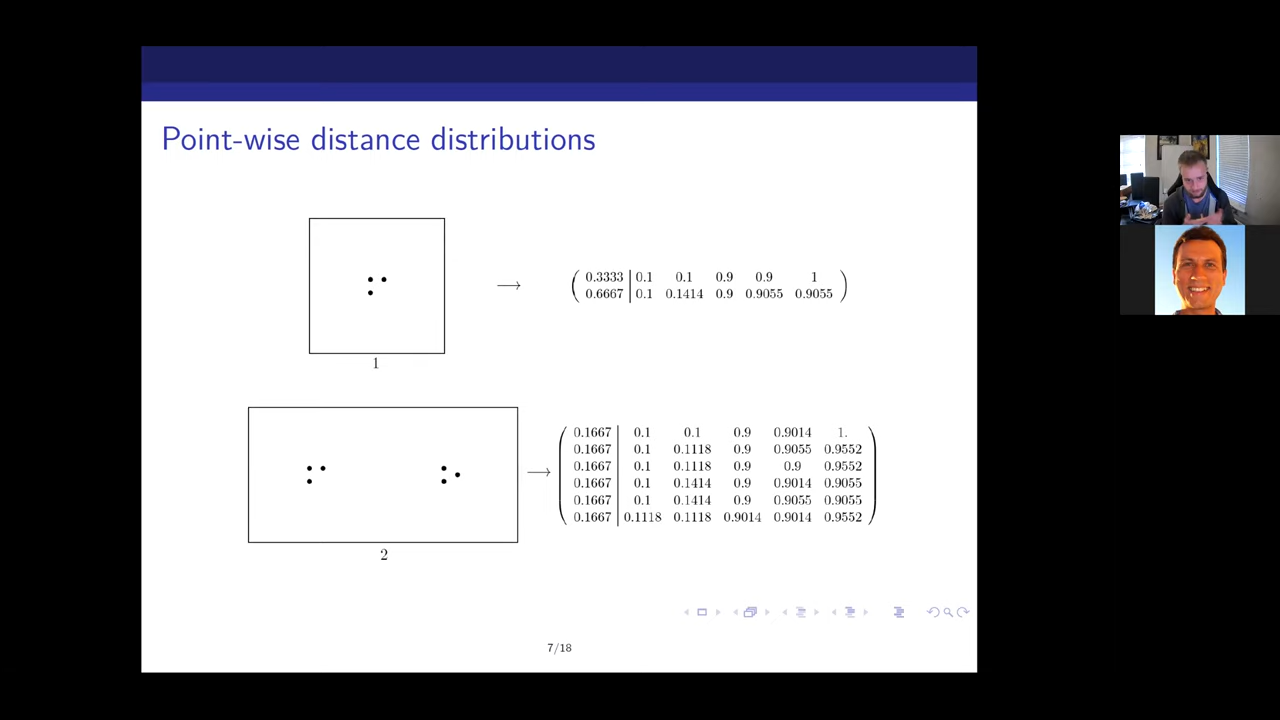 Point-wise distance distributions
0.3333 0.1 0.1 0.9 0.9 1
0.6667 0.1 0.1414 0.9 0.9055 0.9055
1
0.1667 0.1 0.1 0.9 0.9014 1.
0.1667 0.1 0.1118 0.9 0.9055 0.9552
0.1667 0.1 0.1118 0.9 0.9 0.9552
0.1667 0.1 0.1414 0.9 0.9014 0.9055
0.1667 0.1 0.1414 0.9 0.9055 0.9055
0.1667 0.1118 0.1118 0.9014 0.9014 0.9552
2
7/18